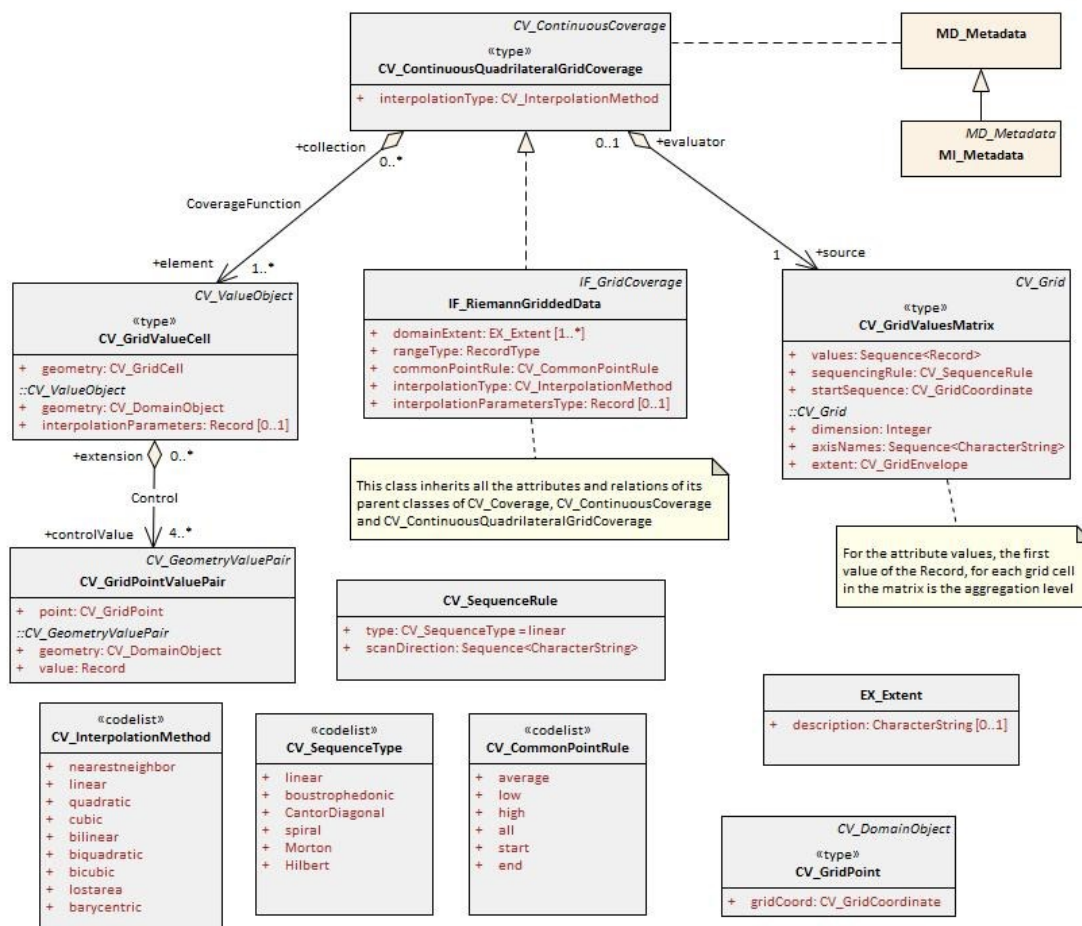 CV_ContinuousCoverage
«type»
CV_ContinuousQuadrilateralGridCoverage
+ interpolationType: CV_InterpolationMethod
MD_Metadata
MD_Metadata
MI_Metadata
+collection
0..*
0..1
+evaluator
CoverageFunction
+element
1..*
1
+source
CV_ValueObject
«type»
CV_GridValueCell
+ geometry: CV_GridCell
::CV_ValueObject
+ geometry: CV_DomainObject
+ interpolationParameters: Record [0..1]
IF_GridCoverage
IF_RiemannGriddedData
+ domainExtent: EX_Extent [1..*]
+ rangeType: RecordType
+ commonPointRule: CV_CommonPointRule
+ interpolationType: CV_InterpolationMethod
+ interpolationParametersType: Record [0..1]
CV_Grid
«type»
CV_GridValuesMatrix
+ values: Sequence<Record>
+ sequencingRule: CV_SequenceRule
+ startSequence: CV_GridCoordinate
::CV_Grid
+ dimension: Integer
+ axisNames: Sequence<CharacterString>
+ extent: CV_GridEnvelope
+extension
0..*
Control
+controlValue
4..*
This class inherits all the attributes and relations of its
parent classes of CV_Coverage, CV_ContinuousCoverage
and CV_ContinuousQuadrilateralGridCoverage
For the attribute values, the first
value of the Record, for each grid cell
in the matrix is the aggregation level
CV_GeometryValuePair
CV_GridPointValuePair
+ point: CV_GridPoint
::CV_GeometryValuePair
+ geometry: CV_DomainObject
+ value: Record
CV_SequenceRule
+ type: CV_SequenceType = linear
+ scanDirection: Sequence<CharacterString>
EX_Extent
+ description: CharacterString [0..1]
«codelist»
CV_InterpolationMethod
+ nearestneighbor
+ linear
+ quadratic
+ cubic
+ bilinear
+ biquadratic
+ bicubic
+ lostarea
+ barycentric
«codelist»
CV_SequenceType
+ linear
+ boustrophedonic
+ CantorDiagonal
+ spiral
+ Morton
+ Hilbert
«codelist»
CV_CommonPointRule
+ average
+ low
+ high
+ all
+ start
+ end
CV_DomainObject
«type»
CV_GridPoint
+ gridCoord: CV_GridCoordinate